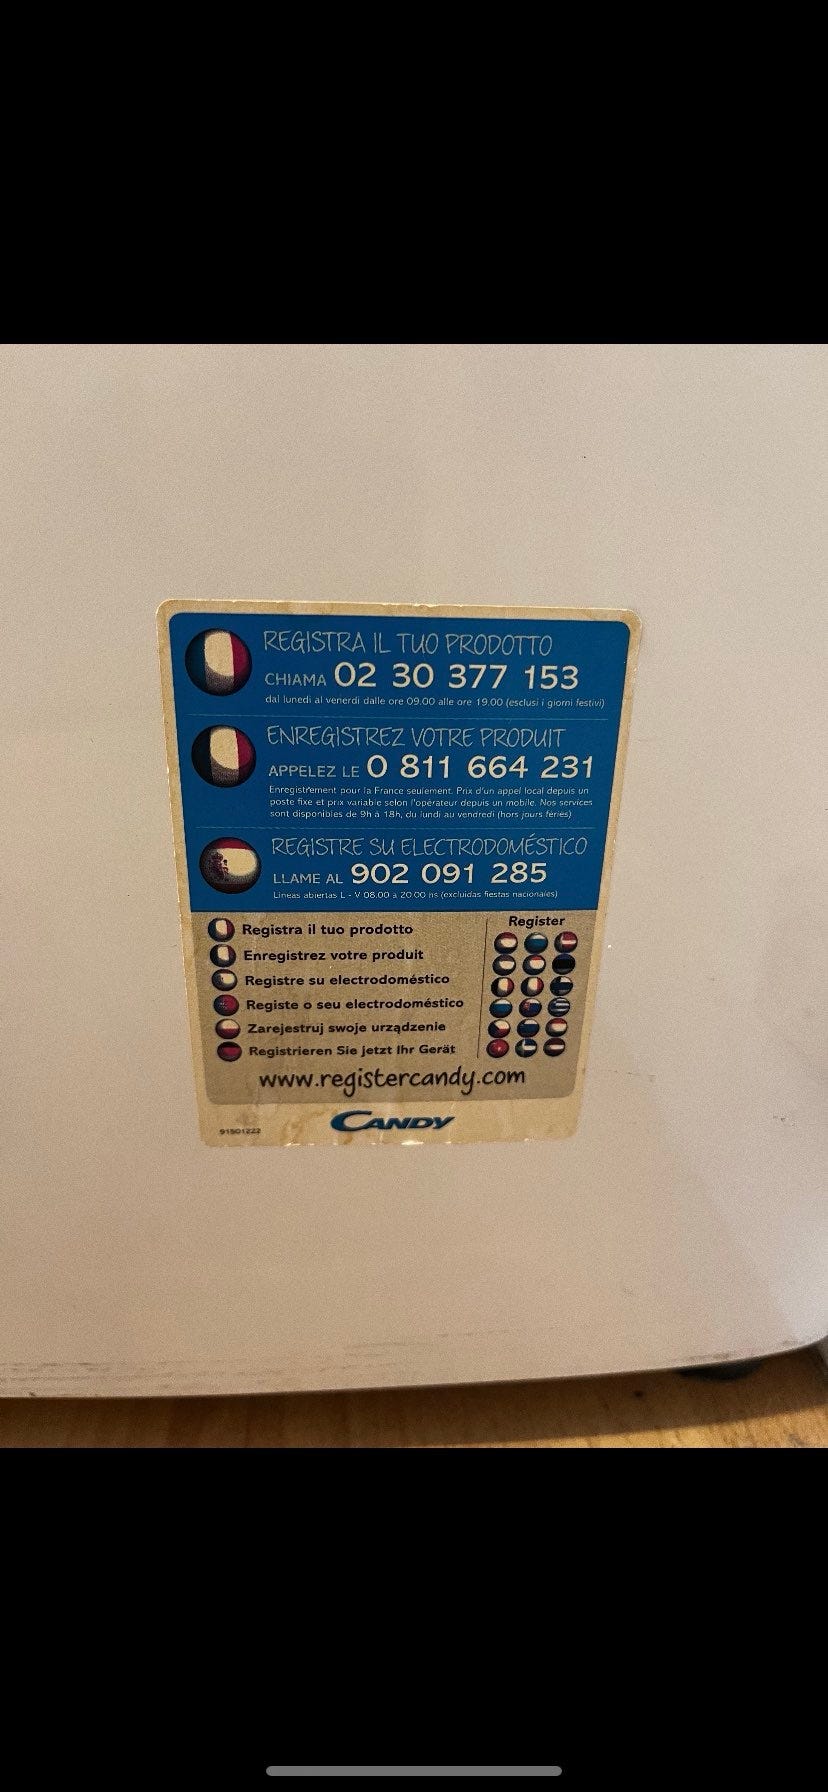 REGISTRA IL TUO PRODOTTO
CHIAMA 02 30 377 153
dal lunedì al venerdì dalle ore 09.00 alle ore 19.00 (esclusi i giorni festivi)
ENREGISTREZ VOTRE PRODUIT
APPELEZ LE 0 811 664 231
Enregistrement pour la France seulement. Prix d'un appel local depuis un
poste fixe et prix variable selon l'opérateur depuis un mobile. Nos services
sont disponibles de 9h à 18h, du lundi au vendredi (hors jours fériés)
REGISTRE SU ELECTRODOMÉSTICO
LLAME AL 902 091 285
Lineas abiertas L - V 08.00 a 20.00 hs (excluidas fiestas nacionales)
Register
Registra il tuo prodotto
Enregistrez votre produit
Registre su electrodoméstico
Registe o seu electrodoméstico
Zarejestruj swoje urządzenie
Registrieren Sie jetzt Ihr Gerät
www.registercandy.com
91501222
CANDY